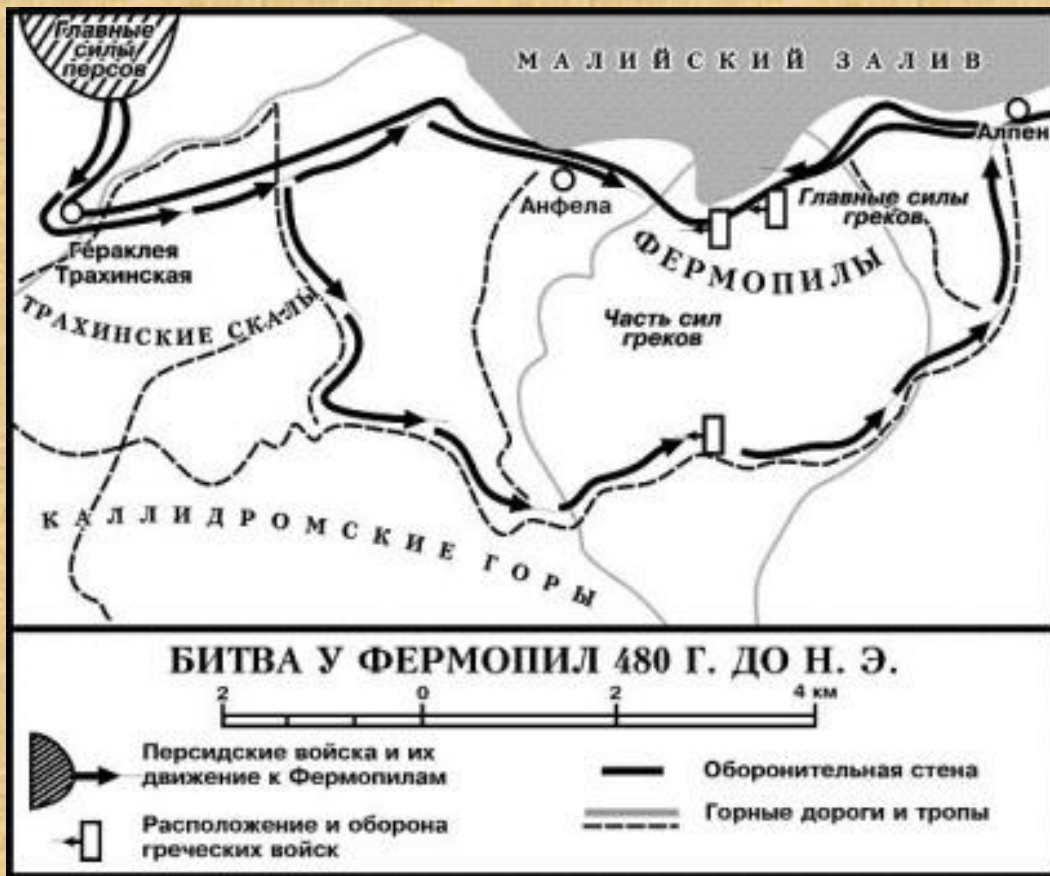 Главные
силы
персов
МАЛИЙСКИЙ ЗАЛИВ
Алпен
Анфела
Главные силы
греков
Гераклея
Трахинская
ФЕРМОПИЛЫ
ТРАХИНСКИЕ СКАЛЫ
Часть сил
греков
КАЛЛИДРОМСКИЕ ГОРЫ
БИТВА У ФЕРМОПИЛ 480 Г. ДО Н. Э.
2 0 2 4 км
Персидские войска и их
движение к Фермопилам
Оборонительная стена
Горные дороги и тропы
Расположение и оборона
греческих войск